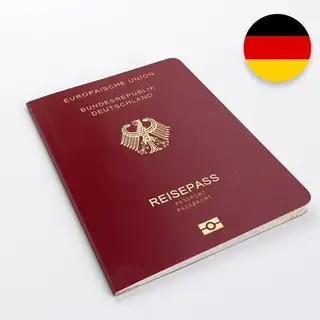 EUROPÄISCHE UNION
BUNDESREPUBLIK
DEUTSCHLAND
REISEPASS
PASSPORT
PASSEPORT